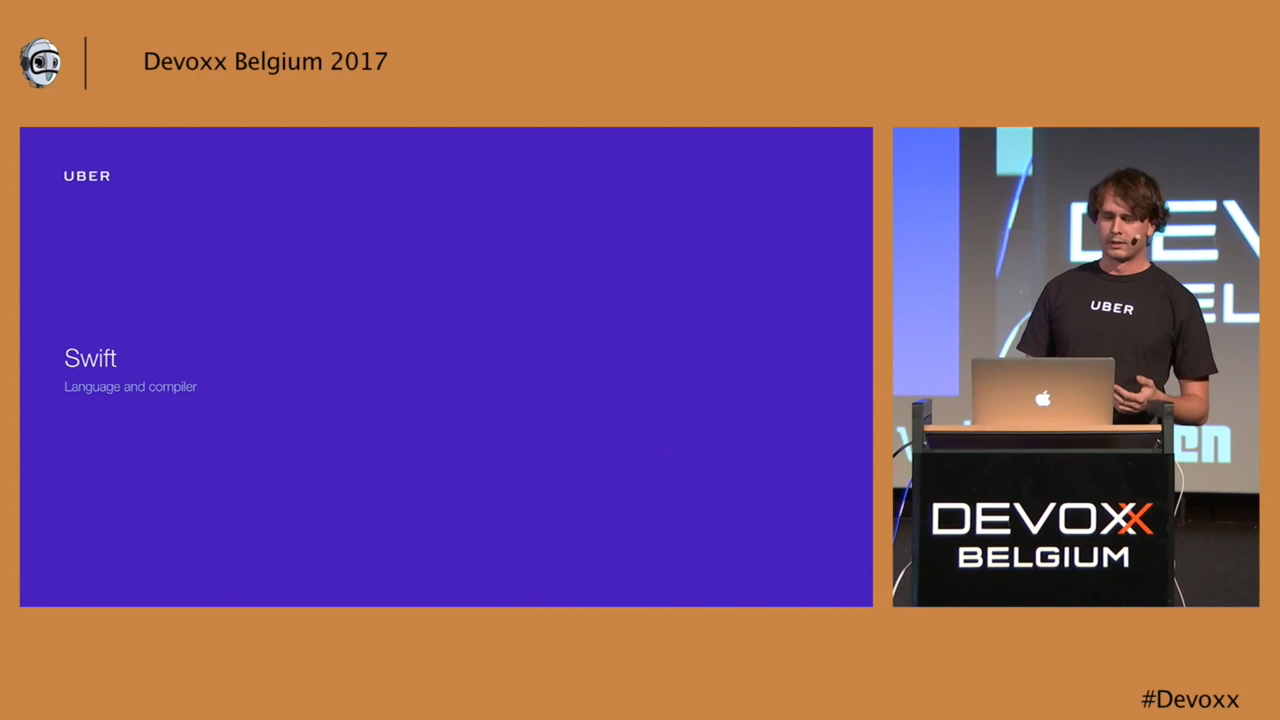 Devoxx Belgium 2017
UBER
Swift
Language and compiler
UBER
DEVOXX
BELGIUM
#Devoxx